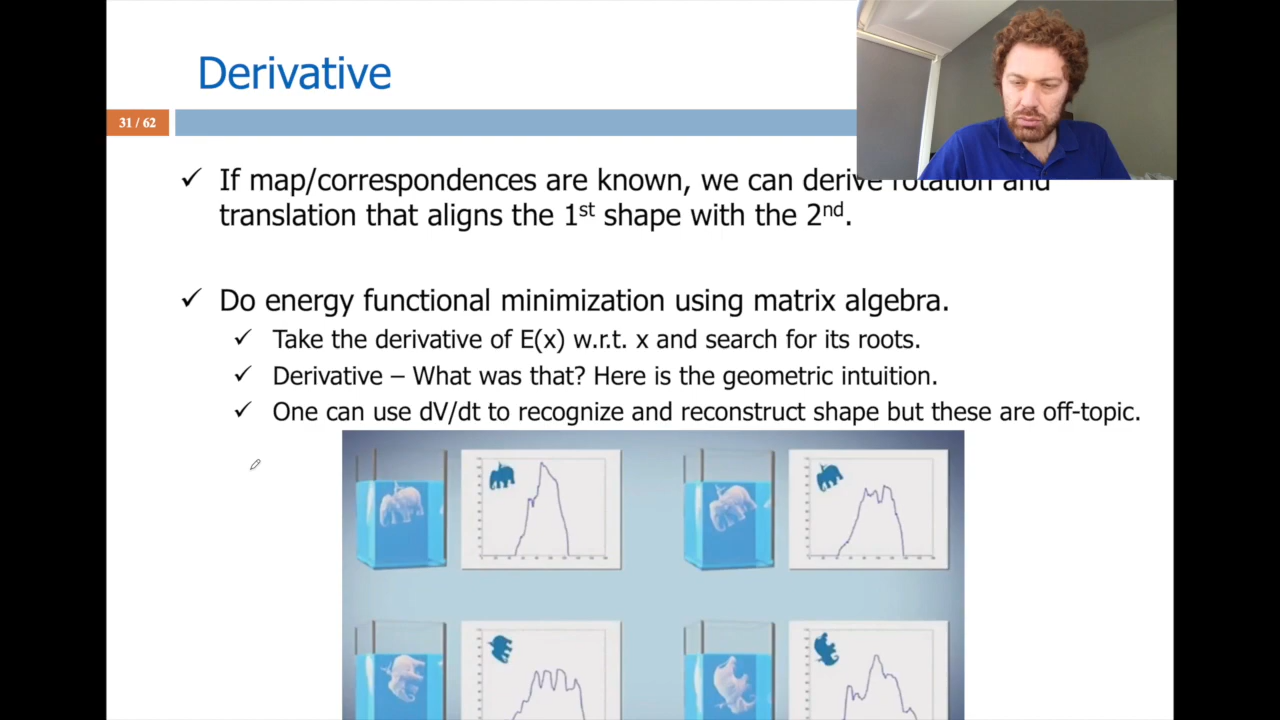 Derivative
31 / 62
If map/correspondences are known, we can derive rotation and
translation that aligns the 1st shape with the 2nd.
Do energy functional minimization using matrix algebra.
Take the derivative of E(x) w.r.t. x and search for its roots.
Derivative – What was that? Here is the geometric intuition.
One can use dV/dt to recognize and reconstruct shape but these are off-topic.